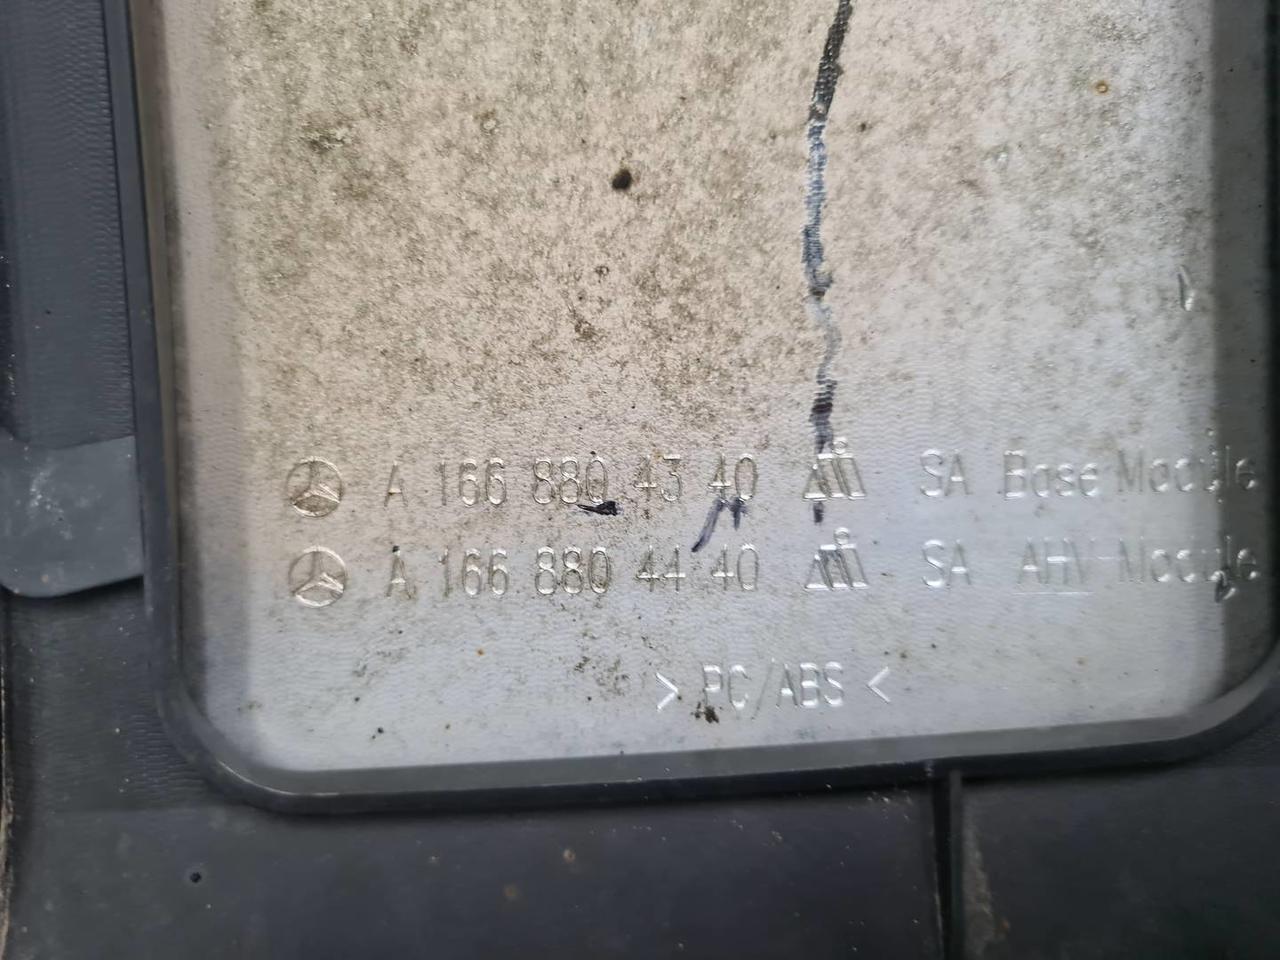 A 166 880 43 40 SA Base Module
A 166 880 44 40 SA AHV-Module
> PC/ABS <